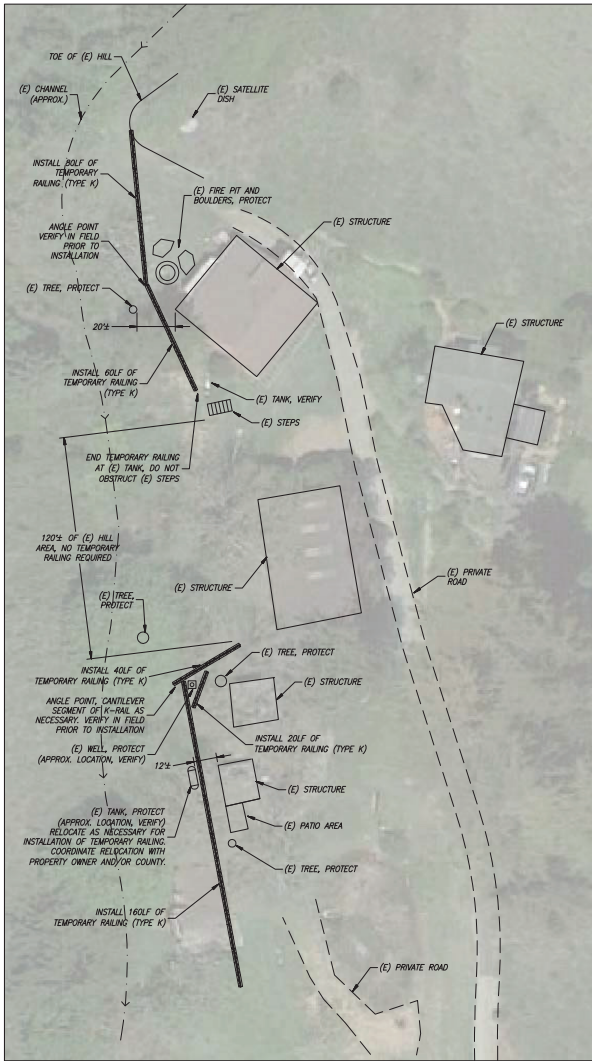 TOE OF (E) HILL
(E) CHANNEL
(APPROX.)
(E) SATELLITE
DISH
INSTALL 80LF OF
TEMPORARY
RAILING (TYPE K)
(E) FIRE PIT AND
BOULDERS, PROTECT
(E) STRUCTURE
ANGLE POINT
VERIFY IN FIELD
PRIOR TO
INSTALLATION
(E) TREE, PROTECT
20'±
(E) STRUCTURE
INSTALL 60LF OF
TEMPORARY RAILING
(TYPE K)
(E) TANK, VERIFY
(E) STEPS
END TEMPORARY RAILING
AT (E) TANK, DO NOT
OBSTRUCT (E) STEPS
120'± OF (E) HILL
AREA, NO TEMPORARY
RAILING REQUIRED
(E) PRIVATE
ROAD
(E) STRUCTURE
(E) TREE,
PROTECT
(E) TREE, PROTECT
INSTALL 40LF OF
TEMPORARY RAILING (TYPE K)
(E) STRUCTURE
ANGLE POINT, CANTILEVER
SEGMENT OF K-RAIL AS
NECESSARY. VERIFY IN FIELD
PRIOR TO INSTALLATION
INSTALL 20LF OF
TEMPORARY RAILING (TYPE K)
(E) WELL, PROTECT
(APPROX. LOCATION, VERIFY)
12'±
(E) STRUCTURE
(E) TANK, PROTECT
(APPROX. LOCATION, VERIFY)
RELOCATE AS NECESSARY FOR
INSTALLATION OF TEMPORARY RAILING.
COORDINATE RELOCATION WITH
PROPERTY OWNER AND/OR COUNTY.
(E) PATIO AREA
(E) TREE, PROTECT
INSTALL 160LF OF
TEMPORARY RAILING (TYPE K)
(E) PRIVATE ROAD